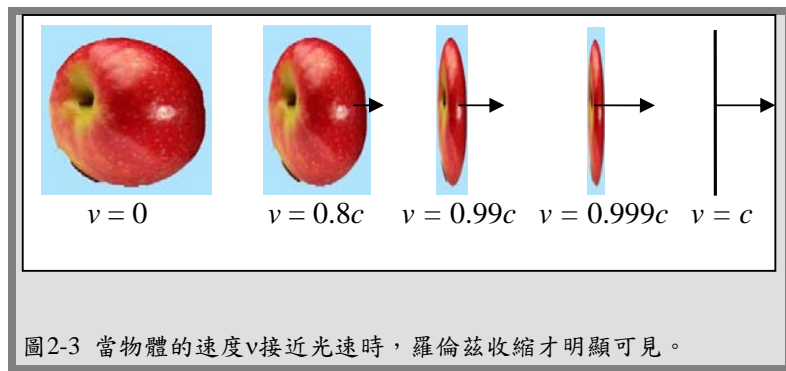 v = 0 v = 0.8c v = 0.99c v = 0.999c v = c
圖2-3 當物體的速度v接近光速時，羅倫茲收縮才明顯可見。